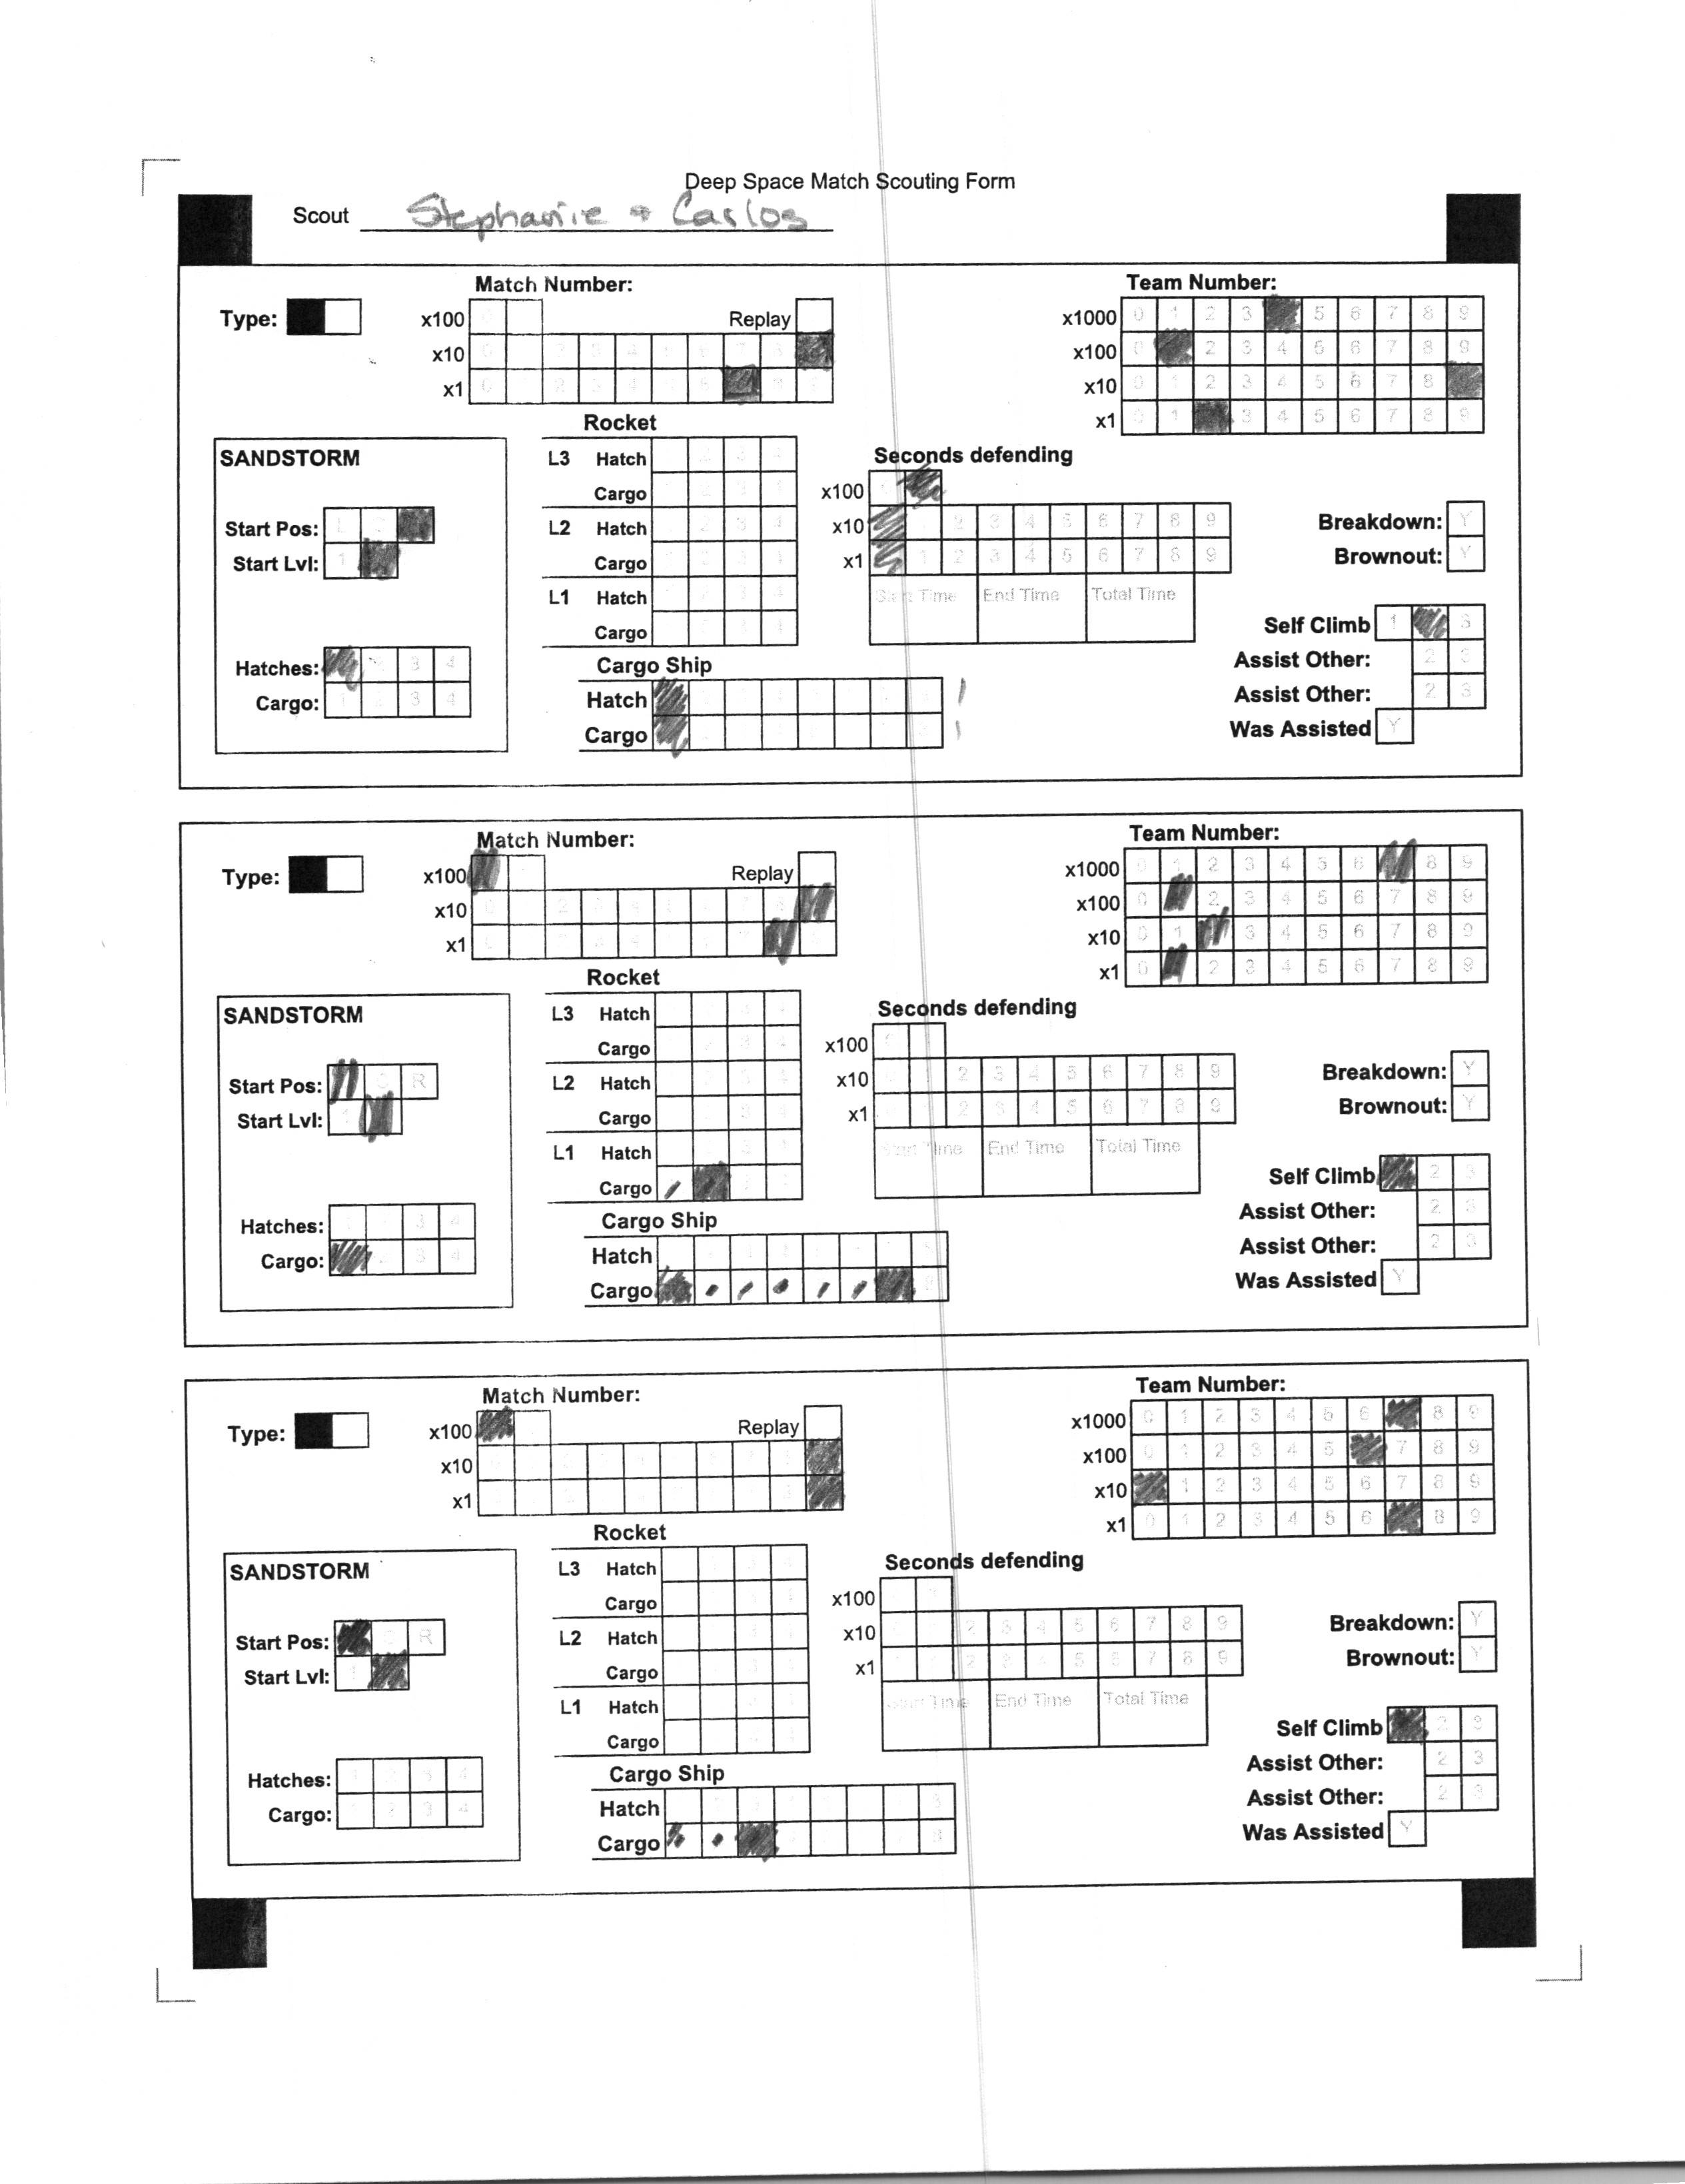 Deep Space Match Scouting Form
Scout Stephanie + Carlos
Match Number: Team Number:
Type: x100 Replay x1000 0 1 2 3 5 6 7 8 9
x10 x100 0 2 3 4 5 6 7 8 9
x1 x10 0 1 2 3 4 5 6 7 8
x1 0 1 3 4 5 6 7 8 9
Rocket
SANDSTORM L3 Hatch Seconds defending
Cargo x100
Start Pos: L2 Hatch x10 2 3 4 5 6 7 8 9 Breakdown: Y
Start Lvl: 1 Cargo x1 1 2 3 4 5 6 7 8 9 Brownout: Y
L1 Hatch Start Time End Time Total Time
Cargo Self Climb 1 3
Hatches: 2 3 4 Cargo Ship Assist Other: 2 3
Cargo: 1 2 3 4 Hatch Assist Other: 2 3
Cargo Was Assisted Y
Match Number: Team Number:
Type: x100 Replay x1000 0 1 2 3 4 5 6 8 9
x10 x100 0 2 3 4 5 6 7 8 9
x1 x10 0 1 3 4 5 6 7 8 9
x1 0 2 3 4 5 6 7 8 9
Rocket
SANDSTORM L3 Hatch Seconds defending
Cargo x100
Start Pos: C R L2 Hatch x10 2 3 4 5 6 7 8 9 Breakdown: Y
Start Lvl: 1 Cargo x1 2 3 4 5 6 7 8 9 Brownout: Y
L1 Hatch Start Time End Time Total Time
Cargo Self Climb 2 3
Hatches: 3 4 Cargo Ship Assist Other: 2 3
Cargo: 2 3 4 Hatch Assist Other: 2 3
Cargo Was Assisted Y
Match Number: Team Number:
Type: x100 Replay x1000 0 1 2 3 4 5 6 8 9
x10 x100 0 1 2 3 4 5 7 8 9
x1 x10 1 2 3 4 5 6 7 8 9
x1 0 1 2 3 4 5 6 8 9
Rocket
SANDSTORM L3 Hatch Seconds defending
Cargo x100
Start Pos: C R L2 Hatch x10 2 3 4 5 6 7 8 9 Breakdown: Y
Start Lvl: 1 Cargo x1 2 3 4 5 6 7 8 9 Brownout: Y
L1 Hatch Start Time End Time Total Time
Cargo Self Climb 2 3
Hatches: 1 2 3 4 Cargo Ship Assist Other: 2 3
Cargo: 1 2 3 4 Hatch Assist Other: 2 3
Cargo Was Assisted Y